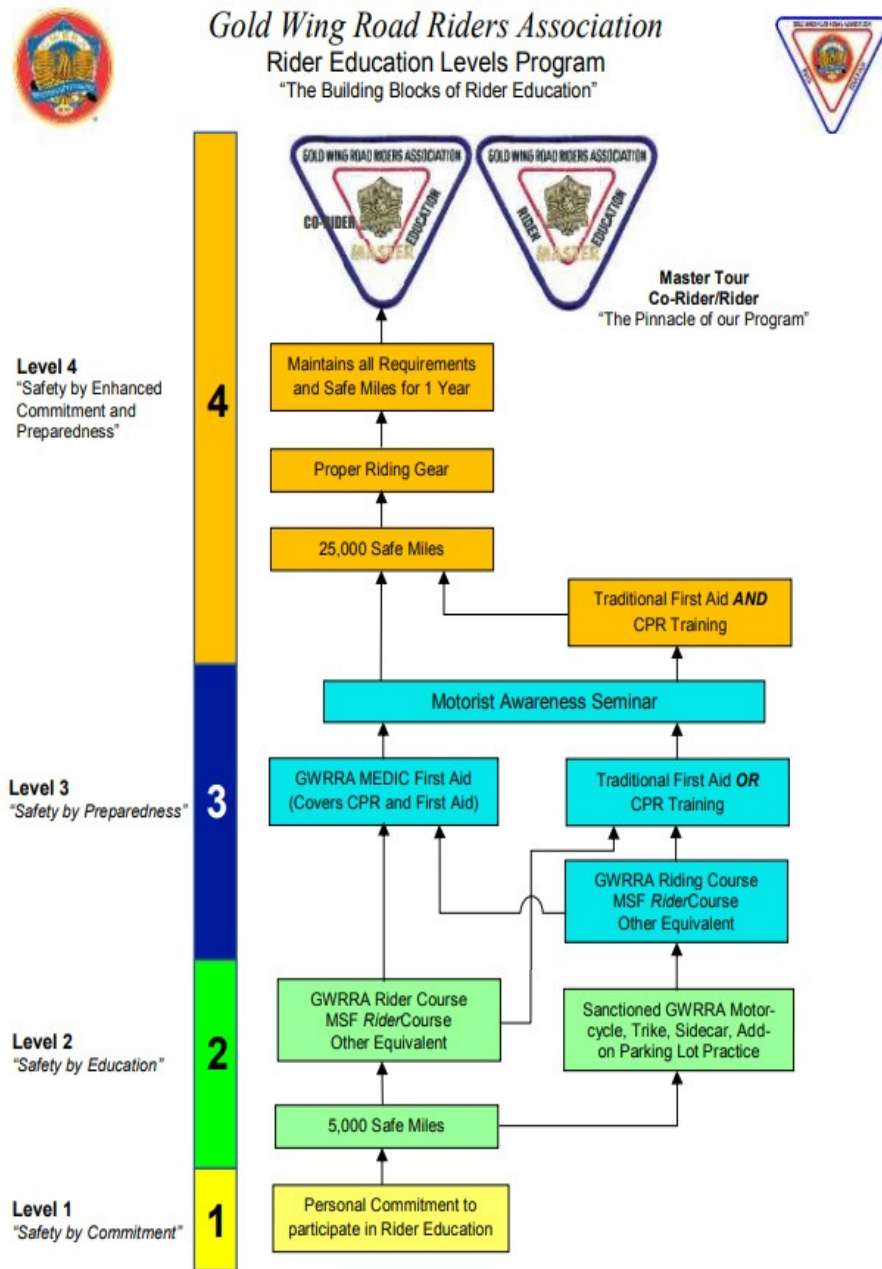 Gold Wing Road Riders Association
Rider Education Levels Program
"The Building Blocks of Rider Education"
GOLD WING ROAD RIDERS ASSOCIATION
CO-RIDER
EDUCATION
MASTER
GOLD WING ROAD RIDERS ASSOCIATION
RIDER
EDUCATION
MASTER
Master Tour
Co-Rider/Rider
"The Pinnacle of our Program"
Level 4
"Safety by Enhanced
Commitment and
Preparedness"
4
Maintains all Requirements
and Safe Miles for 1 Year
Proper Riding Gear
25,000 Safe Miles
Traditional First Aid AND
CPR Training
Motorist Awareness Seminar
Level 3
"Safety by Preparedness"
3
GWRRA MEDIC First Aid
(Covers CPR and First Aid)
Traditional First Aid OR
CPR Training
GWRRA Riding Course
MSF RiderCourse
Other Equivalent
Level 2
"Safety by Education"
2
GWRRA Rider Course
MSF RiderCourse
Other Equivalent
Sanctioned GWRRA Motor-
cycle, Trike, Sidecar, Add-
on Parking Lot Practice
5,000 Safe Miles
Level 1
"Safety by Commitment"
1
Personal Commitment to
participate in Rider Education